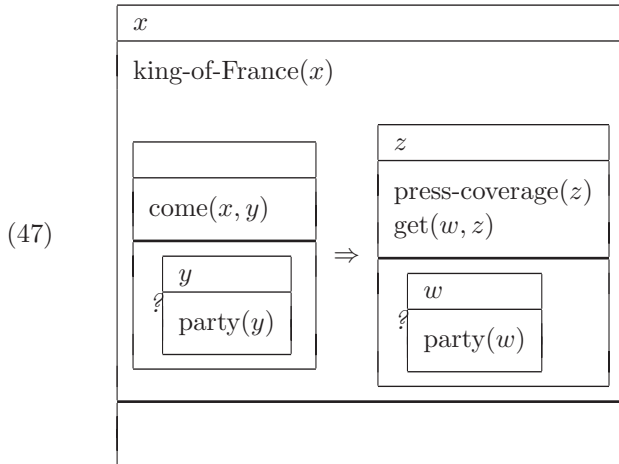 x
king-of-France(x)
z
press-coverage(z)
come(x, y)
get(w, z)
(47)
⇒
y
w
?
?
party(y)
party(w)